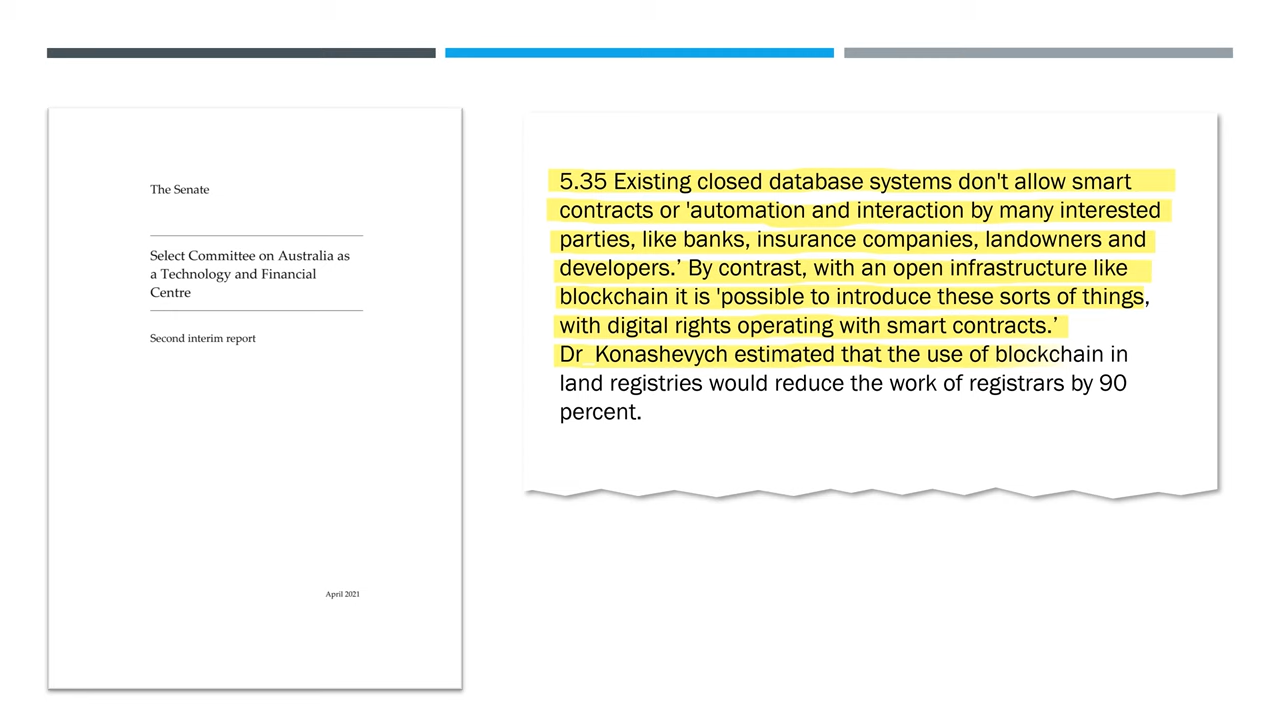 The Senate
Select Committee on Australia as
a Technology and Financial
Centre
Second interim report
April 2021
5.35 Existing closed database systems don't allow smart
contracts or 'automation and interaction by many interested
parties, like banks, insurance companies, landowners and
developers.’ By contrast, with an open infrastructure like
blockchain it is 'possible to introduce these sorts of things,
with digital rights operating with smart contracts.’
Dr  Konashevych estimated that the use of blockchain in
land registries would reduce the work of registrars by 90
percent.